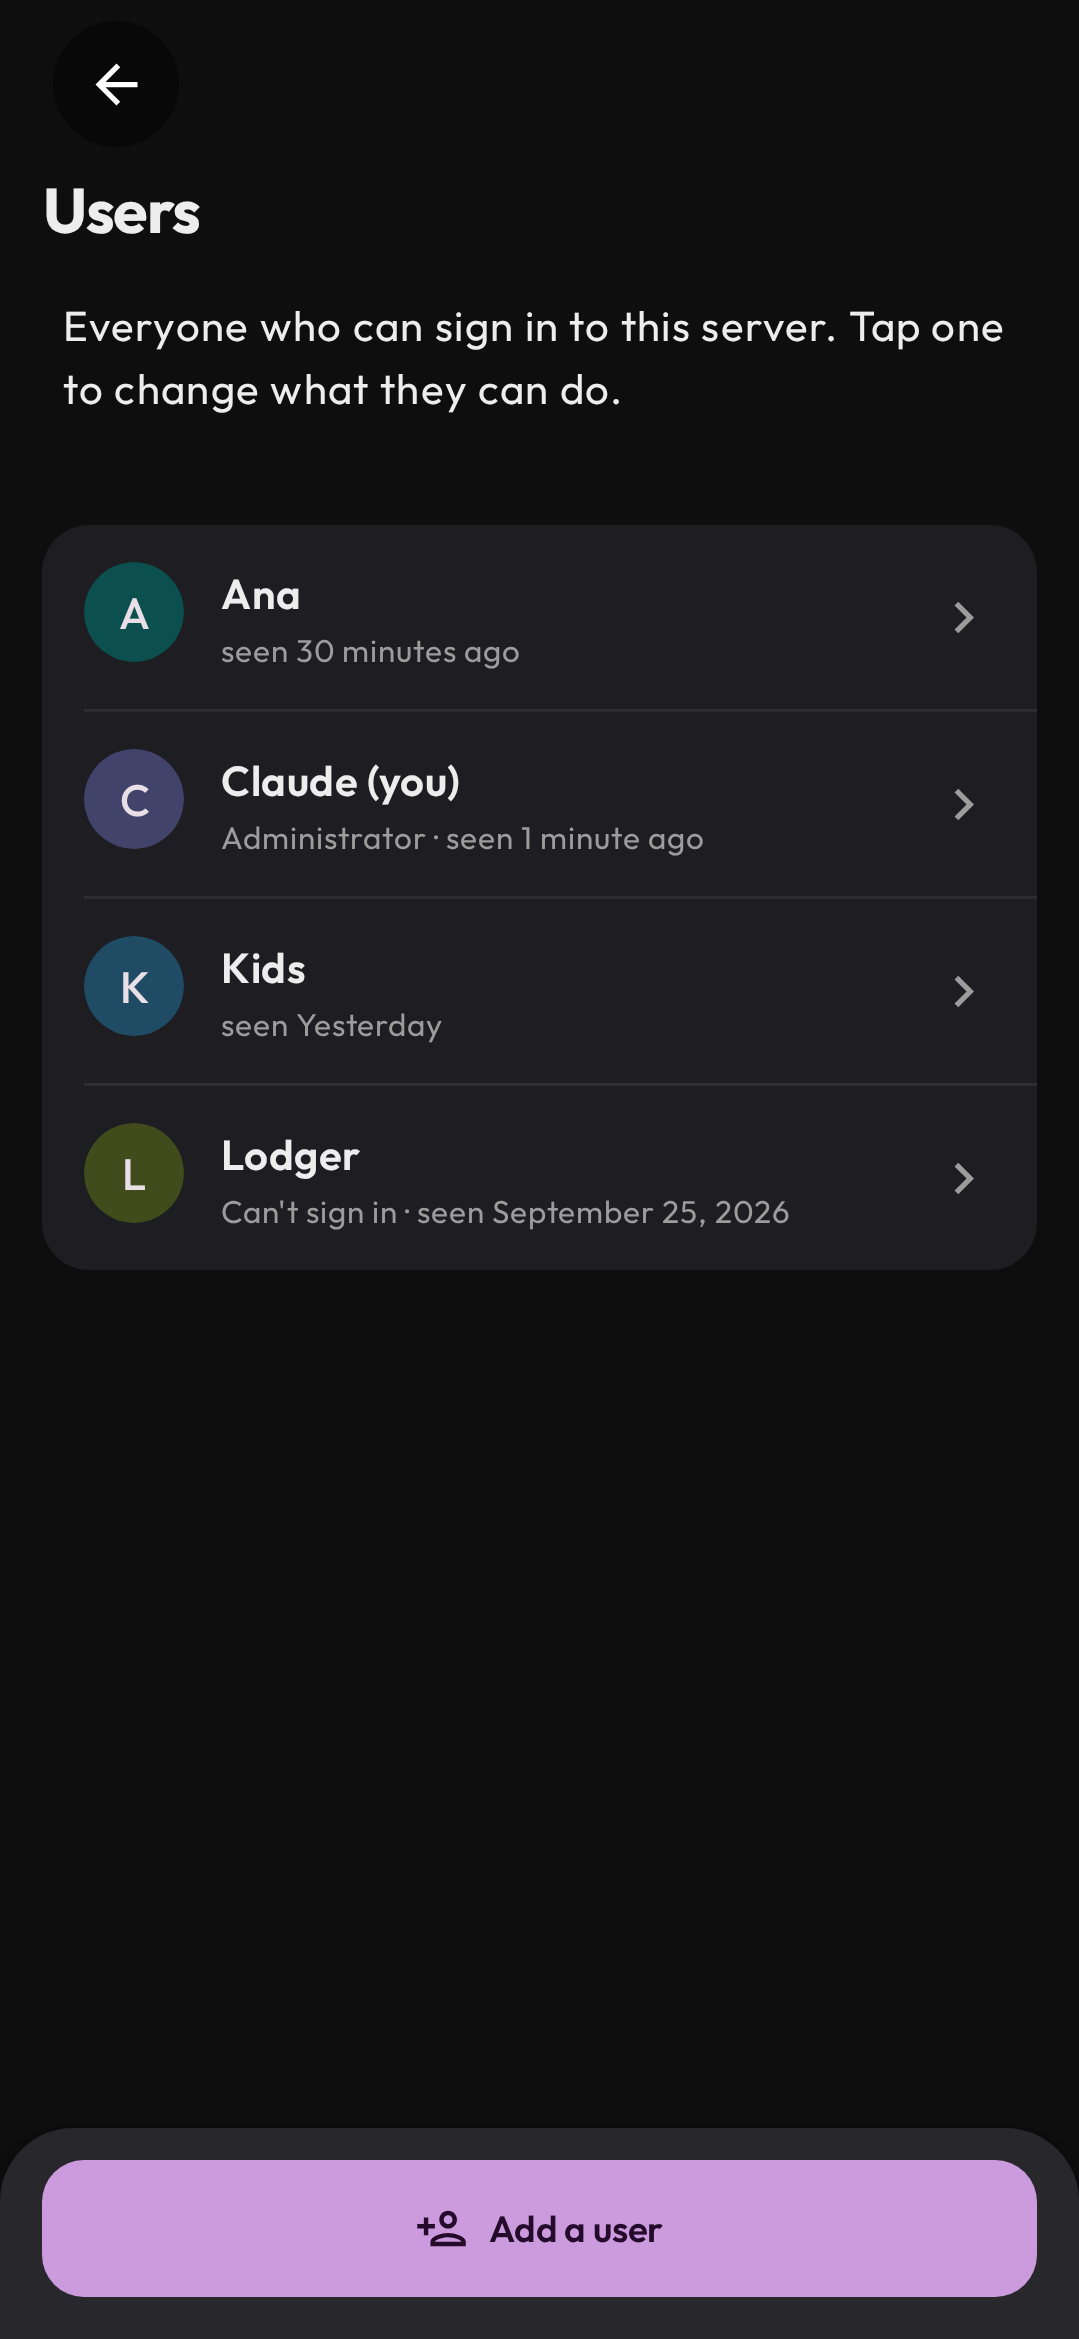 Users
Everyone who can sign in to this server. Tap one
to change what they can do.
A
Ana
seen 30 minutes ago
C
Claude (you)
Administrator · seen 1 minute ago
K
Kids
seen Yesterday
L
Lodger
Can't sign in · seen September 25, 2026
Add a user